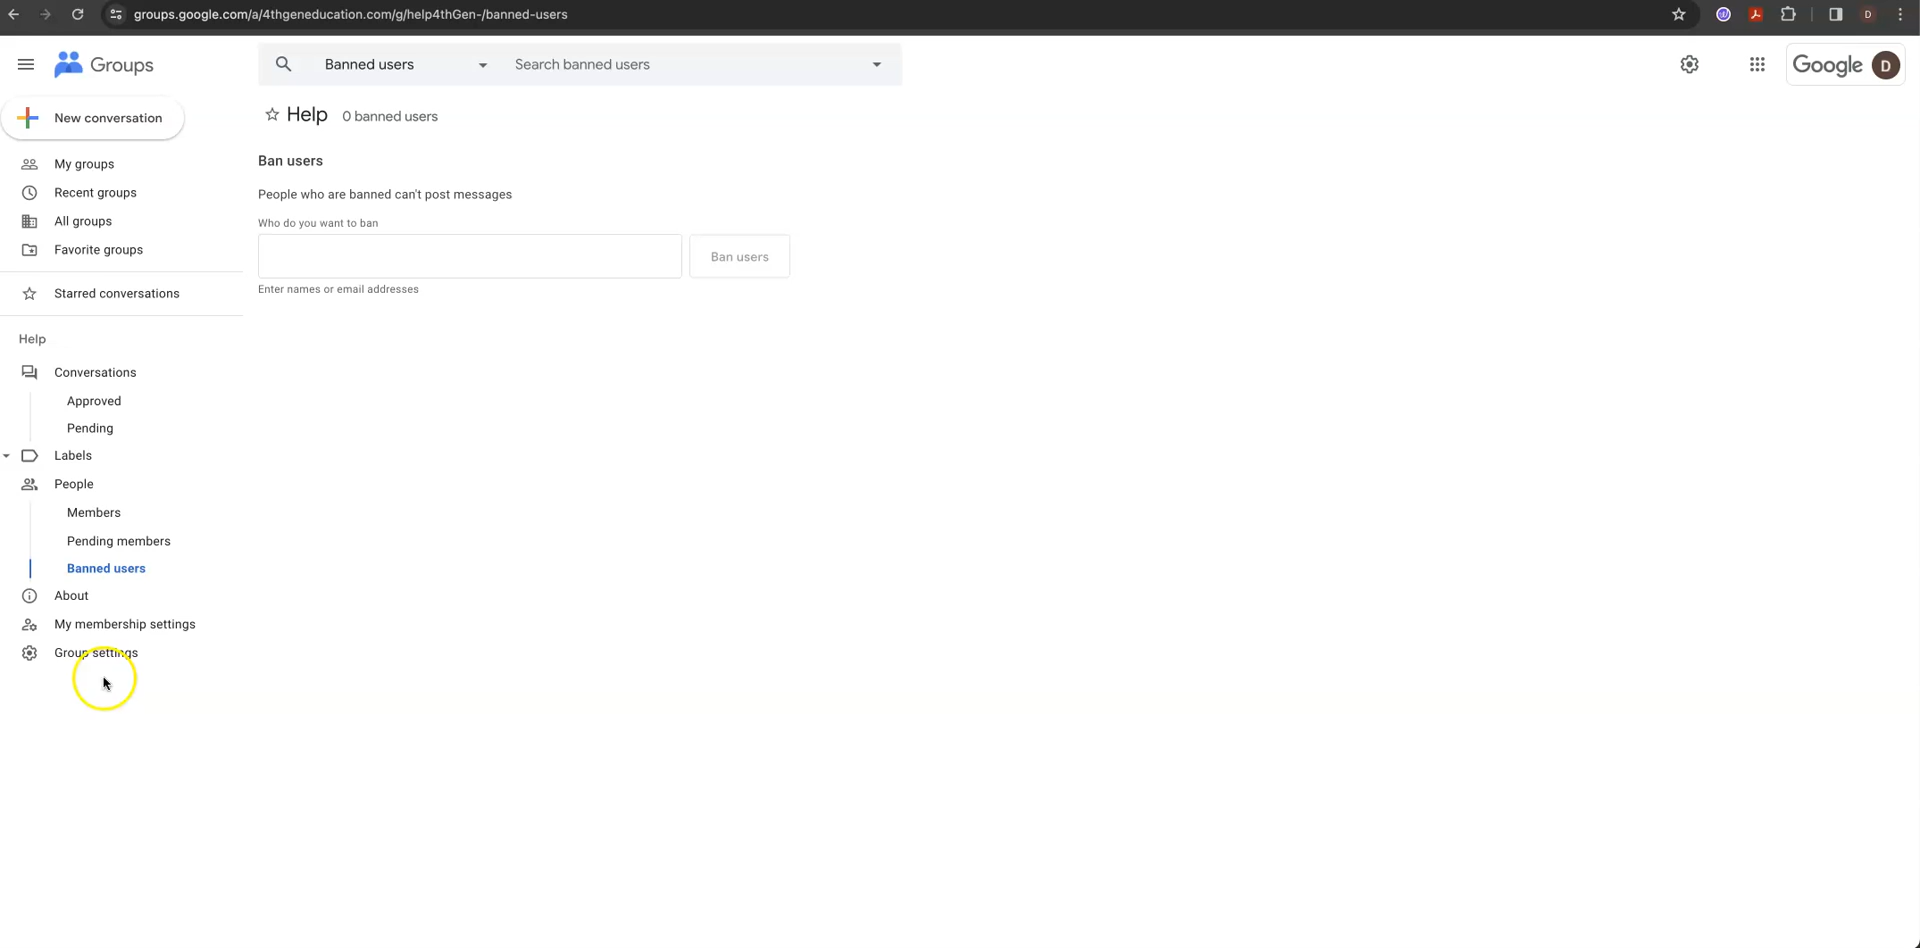 groups.google.com/a/4thgeneducation.com/g/help4thGen-/banned-users
D
Groups
Banned users
Search banned users
Google
D
New conversation
Help
0 banned users
My groups
Recent groups
All groups
Favorite groups
Starred conversations
Ban users
People who are banned can't post messages
Who do you want to ban
Ban users
Enter names or email addresses
Help
Conversations
Approved
Pending
Labels
People
Members
Pending members
Banned users
About
My membership settings
Group settings